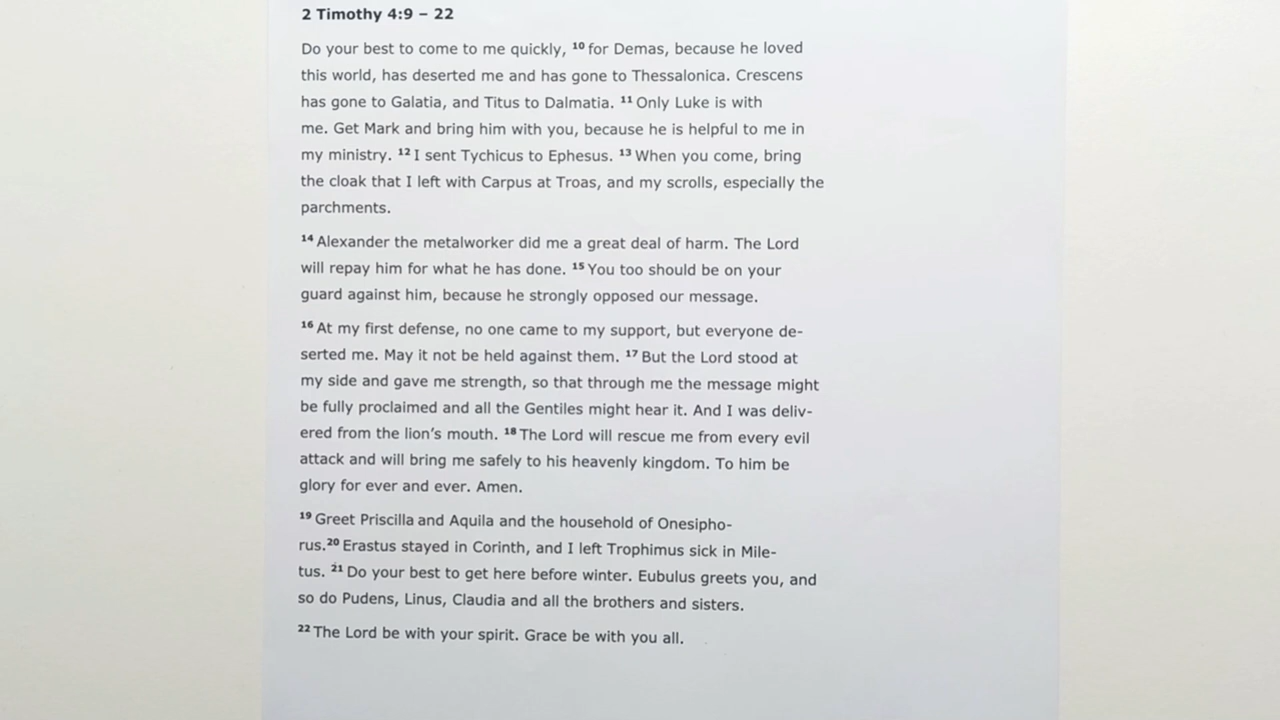 2 Timothy 4:9 – 22
Do your best to come to me quickly, ¹⁰ for Demas, because he loved
this world, has deserted me and has gone to Thessalonica. Crescens
has gone to Galatia, and Titus to Dalmatia. ¹¹ Only Luke is with
me. Get Mark and bring him with you, because he is helpful to me in
my ministry. ¹² I sent Tychicus to Ephesus. ¹³ When you come, bring
the cloak that I left with Carpus at Troas, and my scrolls, especially the
parchments.
¹⁴ Alexander the metalworker did me a great deal of harm. The Lord
will repay him for what he has done. ¹⁵ You too should be on your
guard against him, because he strongly opposed our message.
¹⁶ At my first defense, no one came to my support, but everyone de-
serted me. May it not be held against them. ¹⁷ But the Lord stood at
my side and gave me strength, so that through me the message might
be fully proclaimed and all the Gentiles might hear it. And I was deliv-
ered from the lion’s mouth. ¹⁸ The Lord will rescue me from every evil
attack and will bring me safely to his heavenly kingdom. To him be
glory for ever and ever. Amen.
¹⁹ Greet Priscilla and Aquila and the household of Onesipho-
rus.²⁰ Erastus stayed in Corinth, and I left Trophimus sick in Mile-
tus. ²¹ Do your best to get here before winter. Eubulus greets you, and
so do Pudens, Linus, Claudia and all the brothers and sisters.
²² The Lord be with your spirit. Grace be with you all.